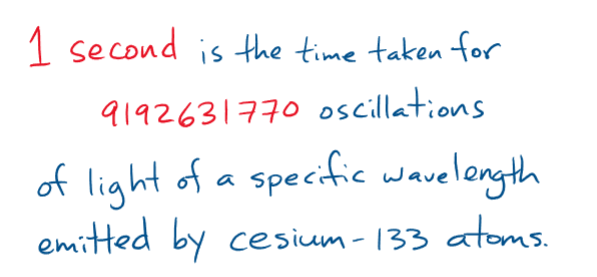 1 second is the time taken for
9192631770 oscillations
of light of a specific wavelength
emitted by cesium-133 atoms.